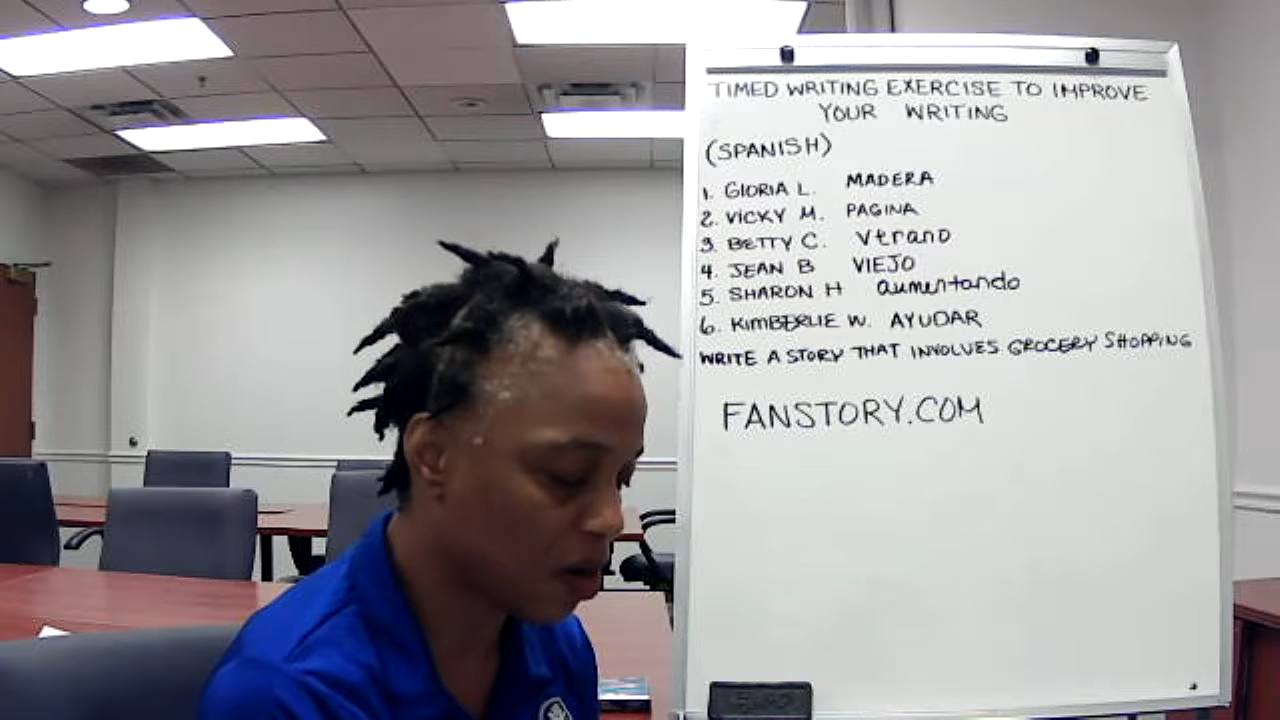 TIMED WRITING EXERCISE TO IMPROVE
YOUR WRITING
(SPANISH)
1. GLORIA L. MADERA
2. VICKY M. PAGINA
3. BETTY C. Verano
4. JEAN B VIEJO
5. SHARON H aumentando
6. KIMBERLIE W. AYUDAR
WRITE A STORY THAT INVOLVES GROCERY SHOPPING
FANSTORY.COM